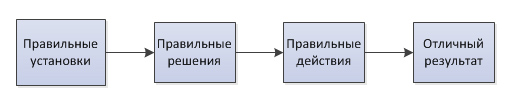 Правильные
установки
Правильные
решения
Правильные
действия
Отличный
результат